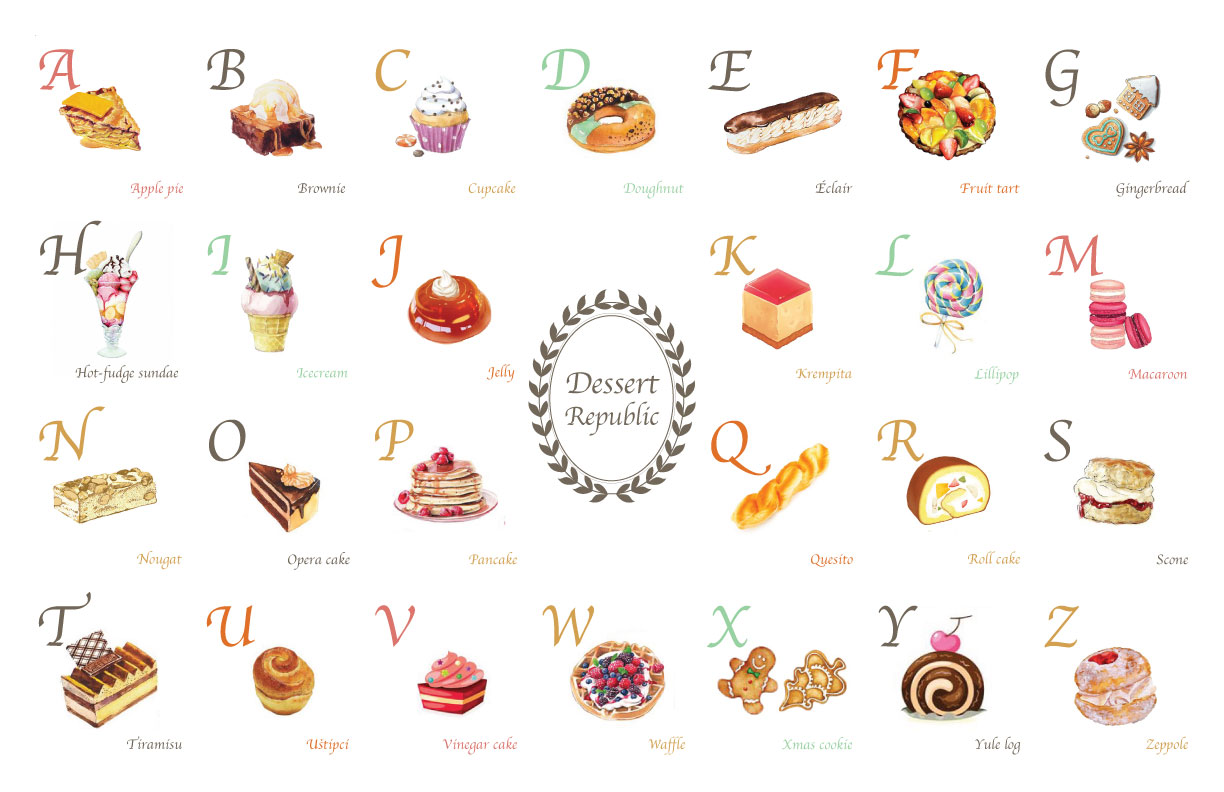 A B C D E F G
Apple pie Brownie Cupcake Doughnut Éclair Fruit tart Gingerbread
H I J K L M
Hot-fudge sundae Icecream Jelly Krempita Lillipop Macaroon
Dessert
Republic
N O P Q R S
Nougat Opera cake Pancake Quesito Roll cake Scone
T U V W X Y Z
Tiramisu Uštipci Vinegar cake Waffle Xmas cookie Yule log Zeppole